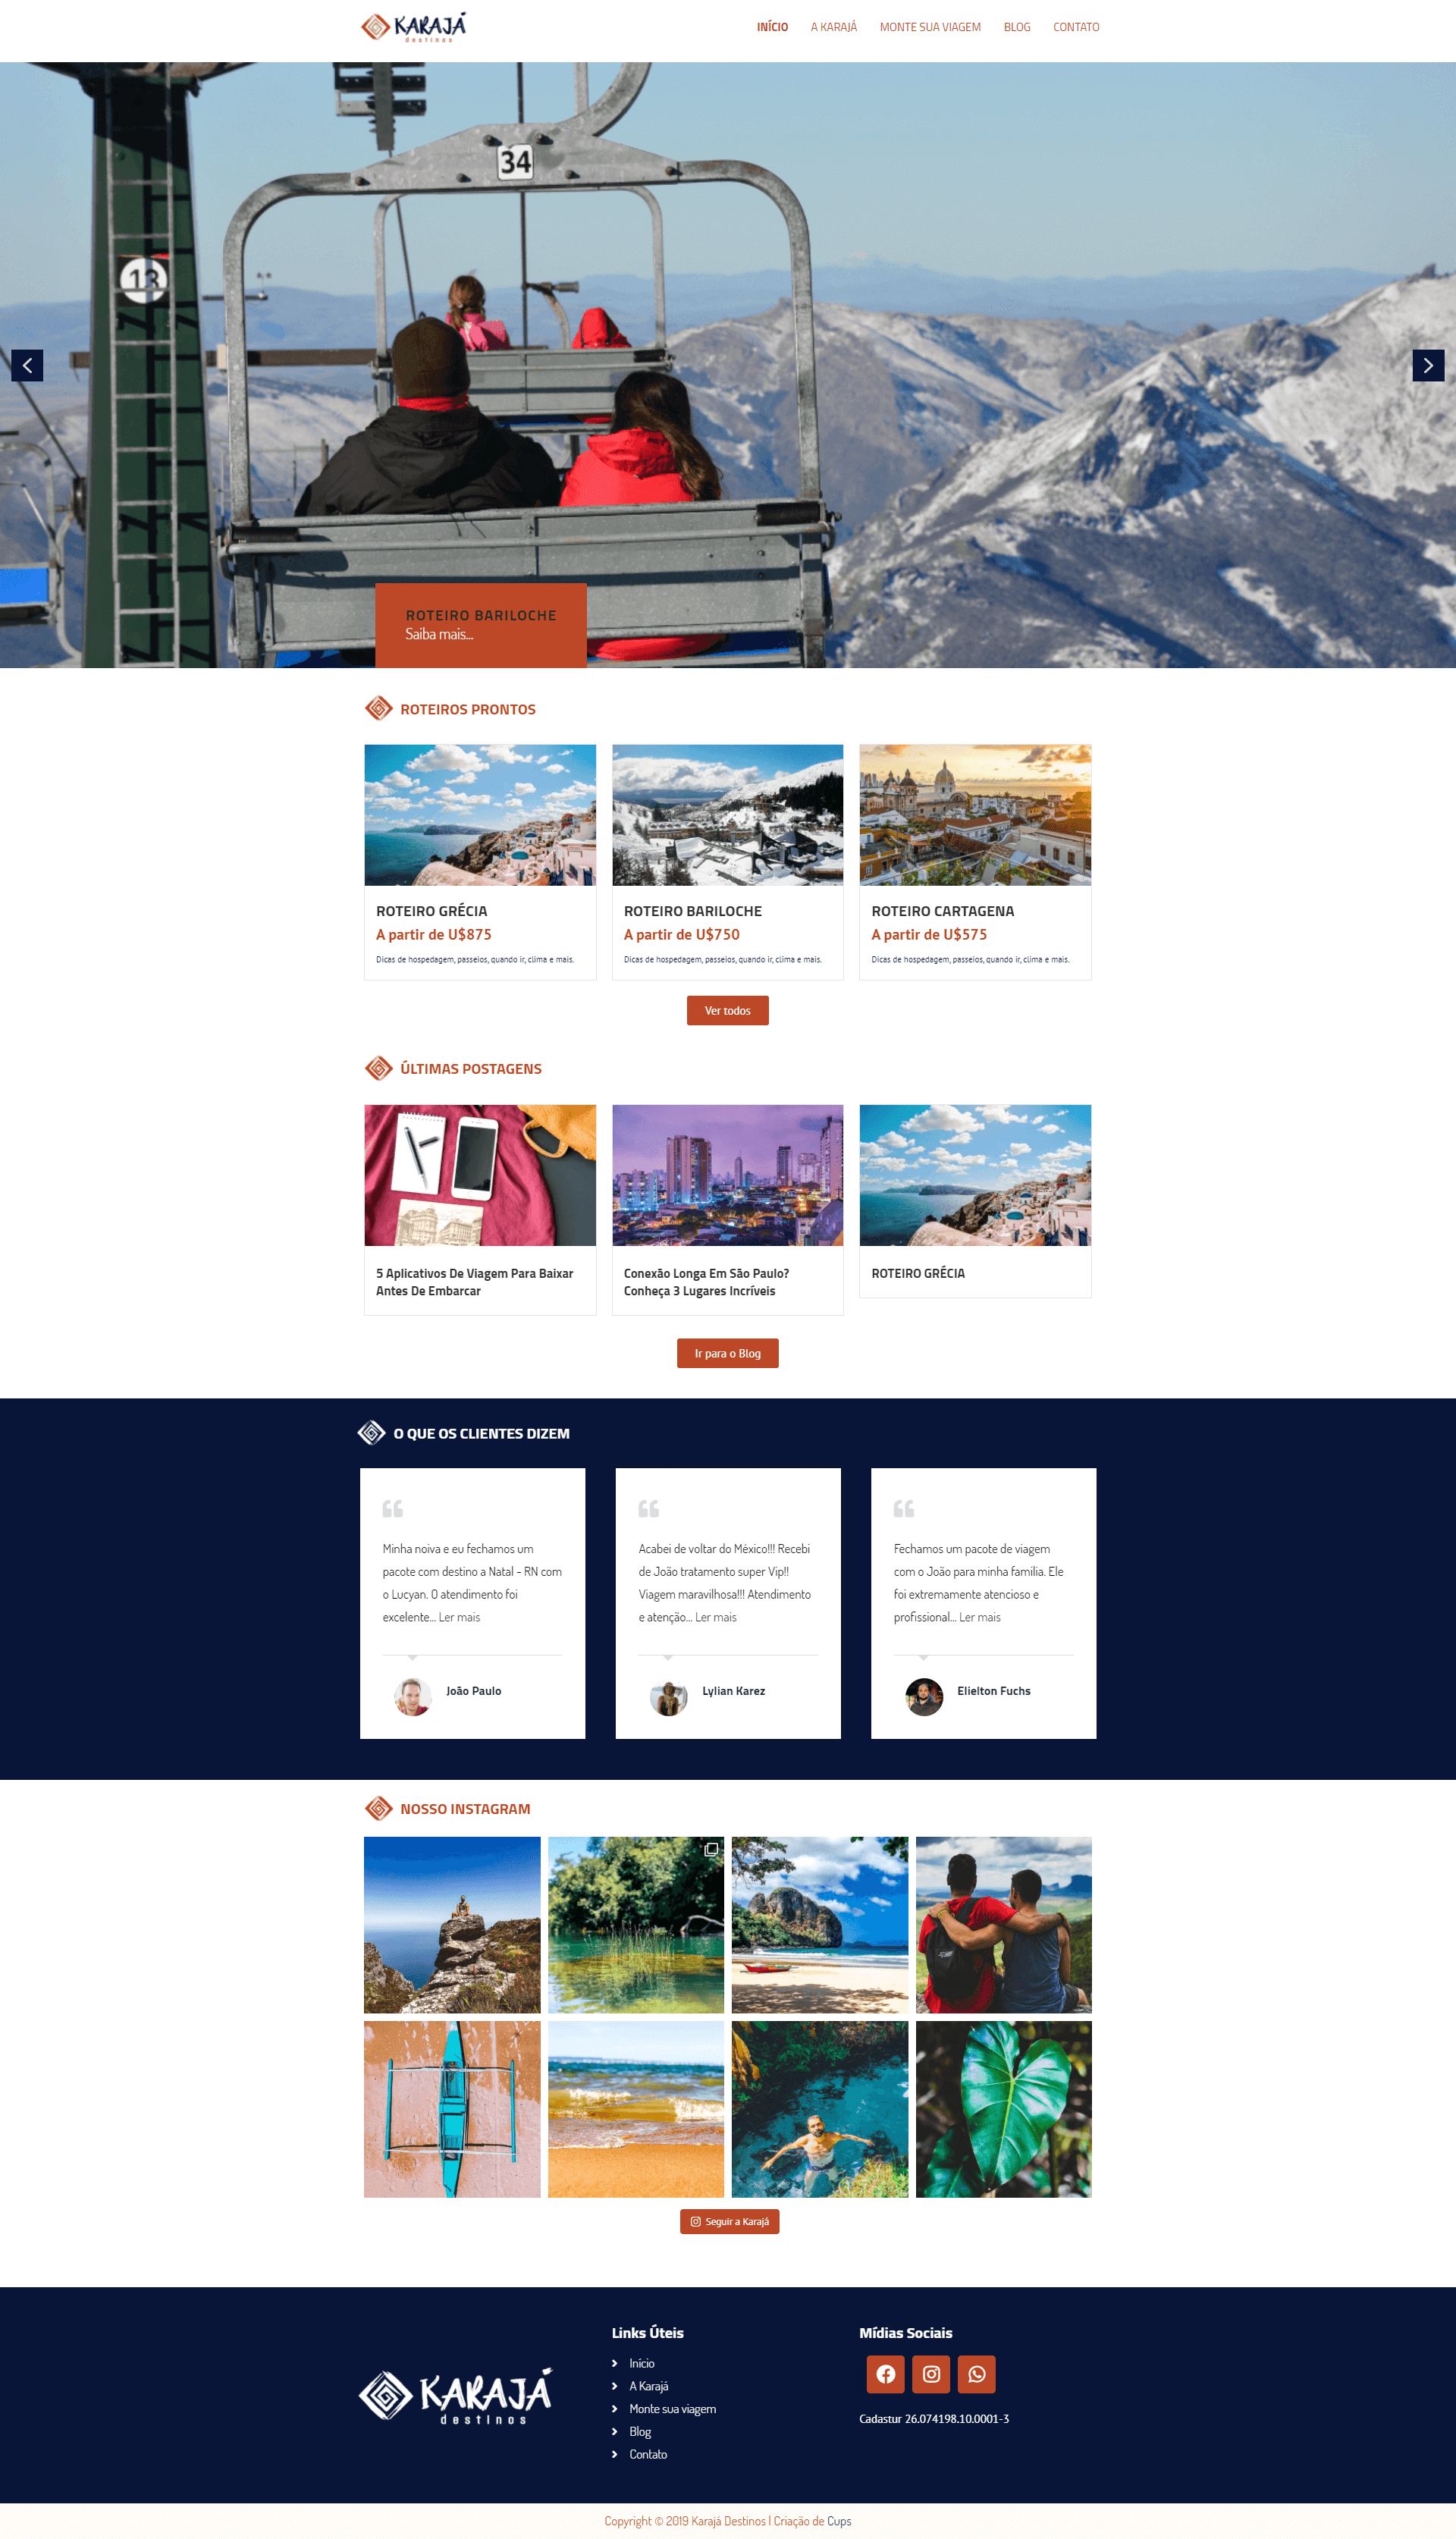 KARAJÁ
destinos
INÍCIO
A KARAJÁ
MONTE SUA VIAGEM
BLOG
CONTATO
34
13
ROTEIRO BARILOCHE
Saiba mais...
ROTEIROS PRONTOS
ROTEIRO GRÉCIA
A partir de U$875
Dicas de hospedagem, passeios, quando ir, clima e mais.
ROTEIRO BARILOCHE
A partir de U$750
Dicas de hospedagem, passeios, quando ir, clima e mais.
ROTEIRO CARTAGENA
A partir de U$575
Dicas de hospedagem, passeios, quando ir, clima e mais.
Ver todos
ÚLTIMAS POSTAGENS
5 Aplicativos De Viagem Para Baixar
Antes De Embarcar
Conexão Longa Em São Paulo?
Conheça 3 Lugares Incríveis
ROTEIRO GRÉCIA
Ir para o Blog
O QUE OS CLIENTES DIZEM
Minha noiva e eu fechamos um
pacote com destino a Natal - RN com
o Lucyan. O atendimento foi
excelente... Ler mais
João Paulo
Acabei de voltar do México!!! Recebi
de João tratamento super Vip!!
Viagem maravilhosa!!! Atendimento
e atenção... Ler mais
Lylian Karez
Fechamos um pacote de viagem
com o João para minha familia. Ele
foi extremamente atencioso e
profissional... Ler mais
Elielton Fuchs
NOSSO INSTAGRAM
Seguir a Karajá
KARAJÁ
destinos
Links Úteis
Início
A Karajá
Monte sua viagem
Blog
Contato
Mídias Sociais
Cadastur 26.074198.10.0001-3
Copyright © 2019 Karajá Destinos | Criação de Cups